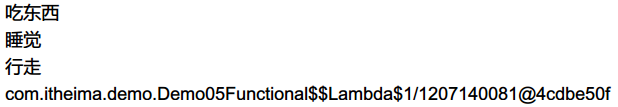 吃东西
睡觉
行走
com.itheima.demo.Demo05Functional$$Lambda$1/1207140081@4cdbe50f